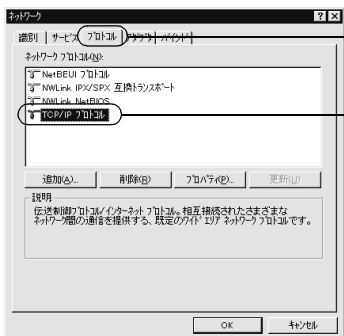 ネットワーク
識別 サービス プロトコル アダプタ バインド
ネットワーク プロトコル(N):
NetBEUI プロトコル
NWLink IPX/SPX 互換トランスポート
NWLink NetBIOS
TCP/IP プロトコル
追加(A)... 削除(R) プロパティ(P)... 更新(U)
説明
伝送制御プロトコル/インターネット プロトコル。相互接続されたさまざまな
ネットワーク間の通信を提供する、既定のワイド エリア ネットワーク プロトコルです。
OK キャンセル